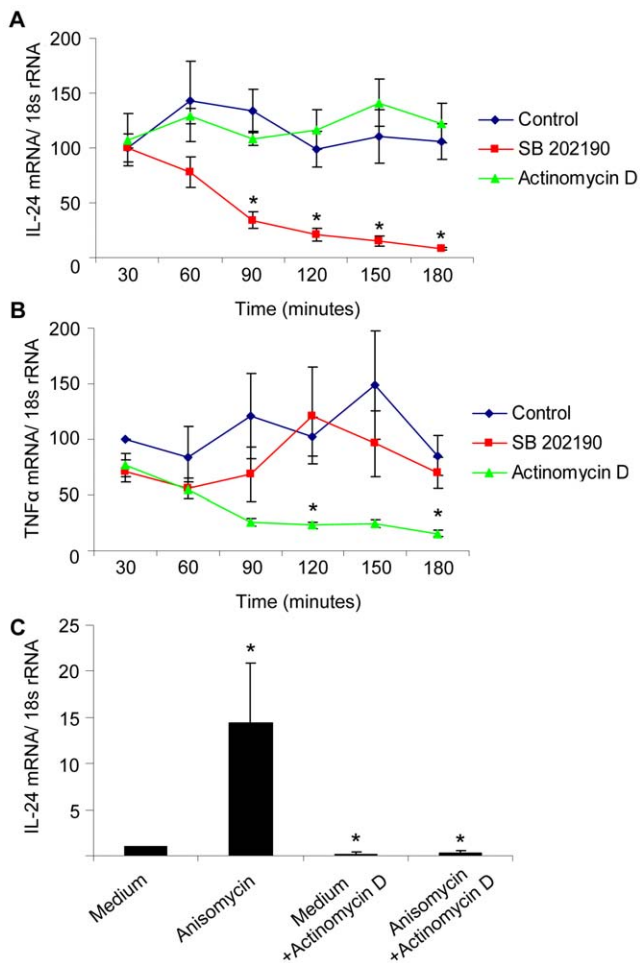 A
IL-24 mRNA/ 18s rRNA
200
150
100
50
0
30 60 90 120 150 180
Time (minutes)
* * * *
Control
SB 202190
Actinomycin D
B
TNFα mRNA/ 18s rRNA
200
150
100
50
0
30 60 90 120 150 180
Time (minutes)
* *
Control
SB 202190
Actinomycin D
C
IL-24 mRNA/ 18s rRNA
25
20
15
10
5
* * *
Medium
Anisomycin
Medium
+Actinomycin D
Anisomycin
+Actinomycin D